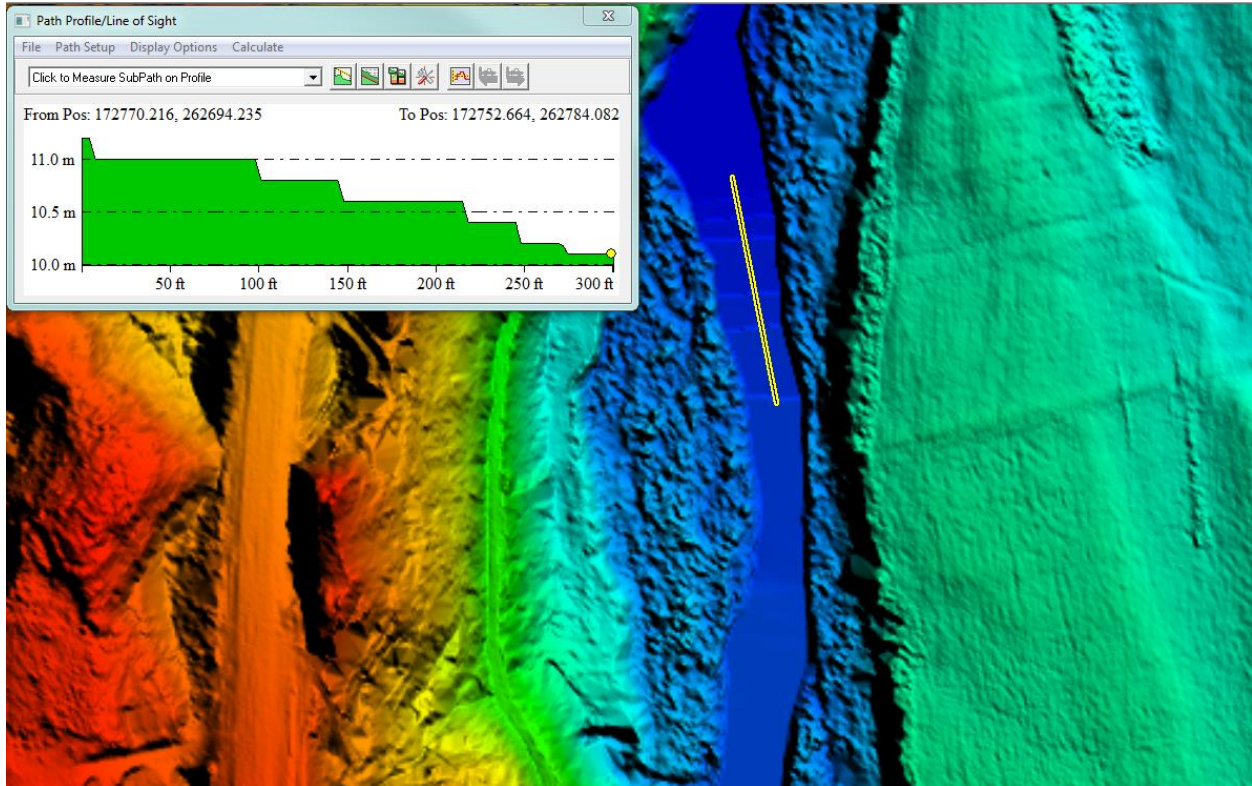 Path Profile/Line of Sight
File Path Setup Display Options Calculate
Click to Measure SubPath on Profile
From Pos: 172770.216, 262694.235 To Pos: 172752.664, 262784.082
11.0 m
10.5 m
10.0 m
50 ft 100 ft 150 ft 200 ft 250 ft 300 ft